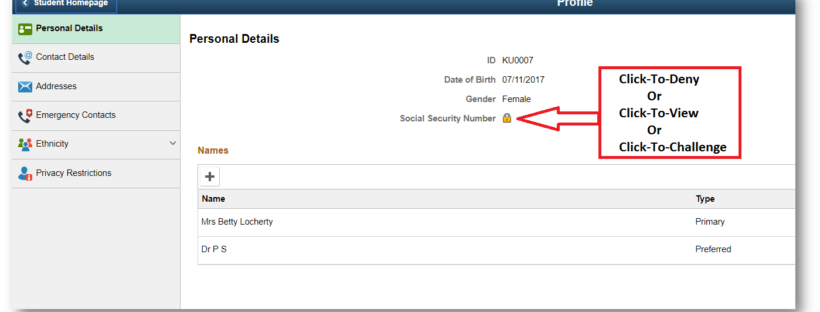 Student Homepage
Profile
Personal Details
Contact Details
Addresses
Emergency Contacts
Ethnicity
Privacy Restrictions
Personal Details
ID KU0007
Date of Birth 07/11/2017
Gender Female
Social Security Number
Click-To-Deny
Or
Click-To-View
Or
Click-To-Challenge
Names
+
Name Type
Mrs Betty Locherty Primary
Dr P S Preferred